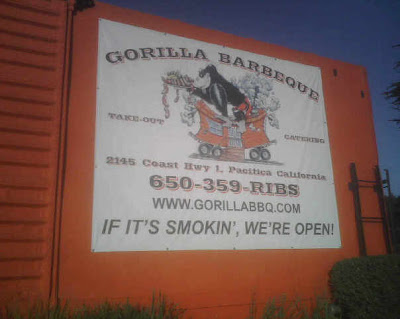 GORILLA BARBEQUE
TAKE-OUT
CATERING
2145 Coast Hwy 1, Pacifica California
650-359-RIBS
WWW.GORILLABBQ.COM
IF IT'S SMOKIN', WE'RE OPEN!